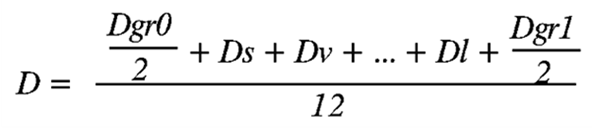 D = (Dgr0/2 + Ds + Dv + ... + Dl + Dgr1/2) / 12